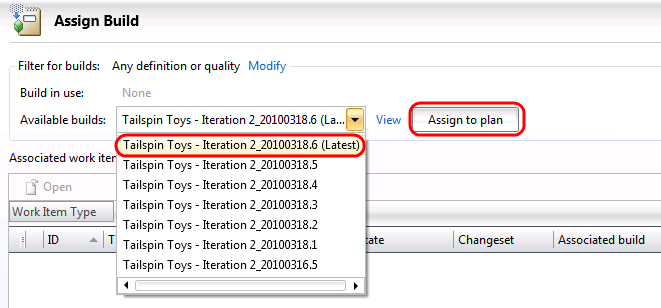 Assign Build
Filter for builds: Any definition or quality Modify
Build in use: None
Available builds: Tailspin Toys - Iteration 2_20100318.6 (La... View Assign to plan
Tailspin Toys - Iteration 2_20100318.6 (Latest)
Associated work iten
Tailspin Toys - Iteration 2_20100318.5
Open
Tailspin Toys - Iteration 2_20100318.4
Work Item Type
Tailspin Toys - Iteration 2_20100318.3
Tailspin Toys - Iteration 2_20100318.2
ID T tate Changeset Associated build
Tailspin Toys - Iteration 2_20100318.1
Tailspin Toys - Iteration 2_20100316.5